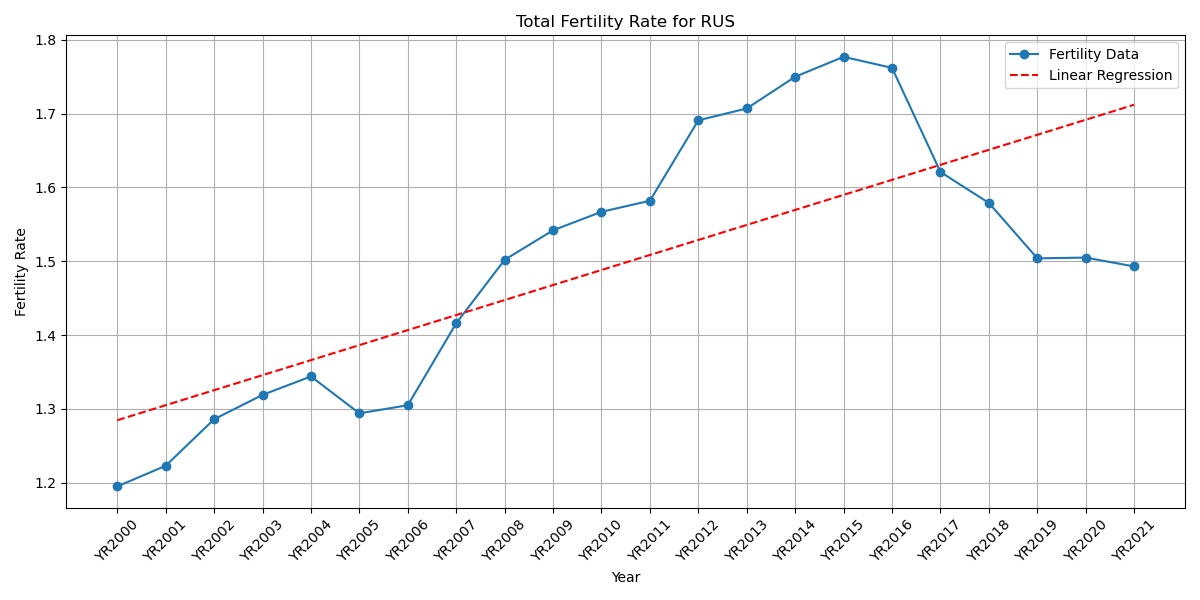 Total Fertility Rate for RUS
1.8
1.7
1.6
1.5
1.4
1.3
1.2
Fertility Rate
Fertility Data
Linear Regression
YR2000
YR2001
YR2002
YR2003
YR2004
YR2005
YR2006
YR2007
YR2008
YR2009
YR2010
YR2011
YR2012
YR2013
YR2014
YR2015
YR2016
YR2017
YR2018
YR2019
YR2020
YR2021
Year